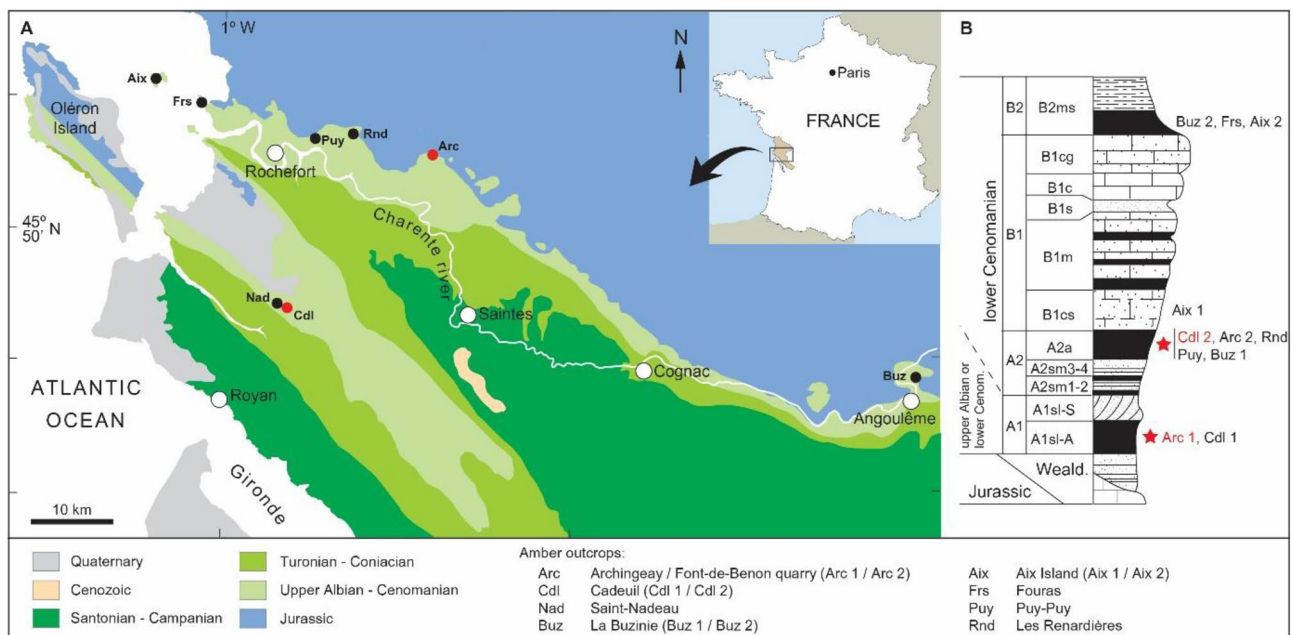 A
1º W
N
Paris
FRANCE
Aix
Frs
Oléron
Island
Puy
Rnd
Arc
Rochefort
45º
50' N
Charente river
Nad
Cdl
Saintes
Cognac
Buz
Angoulême
ATLANTIC
OCEAN
Royan
Gironde
10 km
B
B2
B2ms
Buz 2, Frs, Aix 2
lower Cenomanian
B1
B1cg
B1c
B1s
B1m
B1cs
Aix 1
upper Albian or
lower Cenom.
A2
A2a
Cdl 2, Arc 2, Rnd
Puy, Buz 1
A2sm3-4
A2sm1-2
A1
A1sl-S
A1sl-A
Arc 1, Cdl 1
Weald.
Jurassic
Quaternary
Cenozoic
Santonian - Campanian
Turonian - Coniacian
Upper Albian - Cenomanian
Jurassic
Amber outcrops:
Arc Archingeay / Font-de-Benon quarry (Arc 1 / Arc 2)
Cdl Cadeuil (Cdl 1 / Cdl 2)
Nad Saint-Nadeau
Buz La Buzinie (Buz 1 / Buz 2)
Aix Aix Island (Aix 1 / Aix 2)
Frs Fouras
Puy Puy-Puy
Rnd Les Renardières